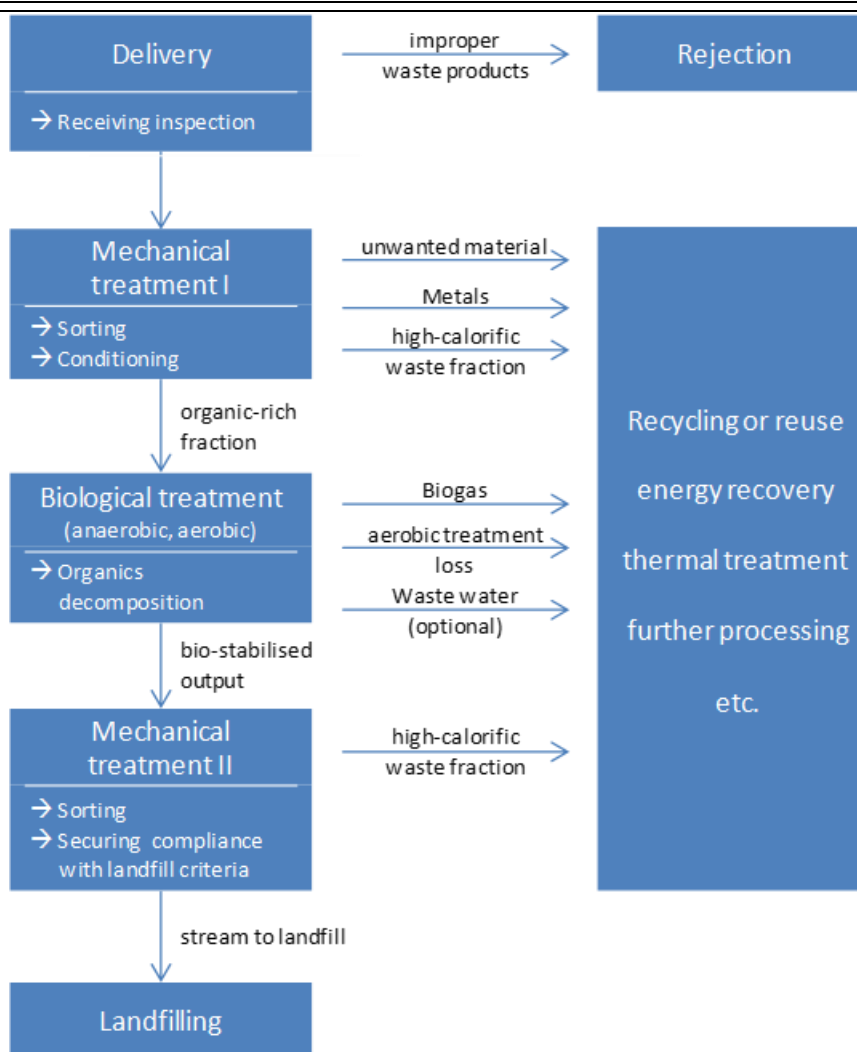 Delivery
→ Receiving inspection
improper
waste products
Rejection
Mechanical
treatment I
→ Sorting
→ Conditioning
unwanted material
Metals
high-calorific
waste fraction
organic-rich
fraction
Biological treatment
(anaerobic, aerobic)
→ Organics
decomposition
Biogas
aerobic treatment
loss
Waste water
(optional)
bio-stabilised
output
Mechanical
treatment II
→ Sorting
→ Securing compliance
with landfill criteria
high-calorific
waste fraction
Recycling or reuse
energy recovery
thermal treatment
further processing
etc.
stream to landfill
Landfilling